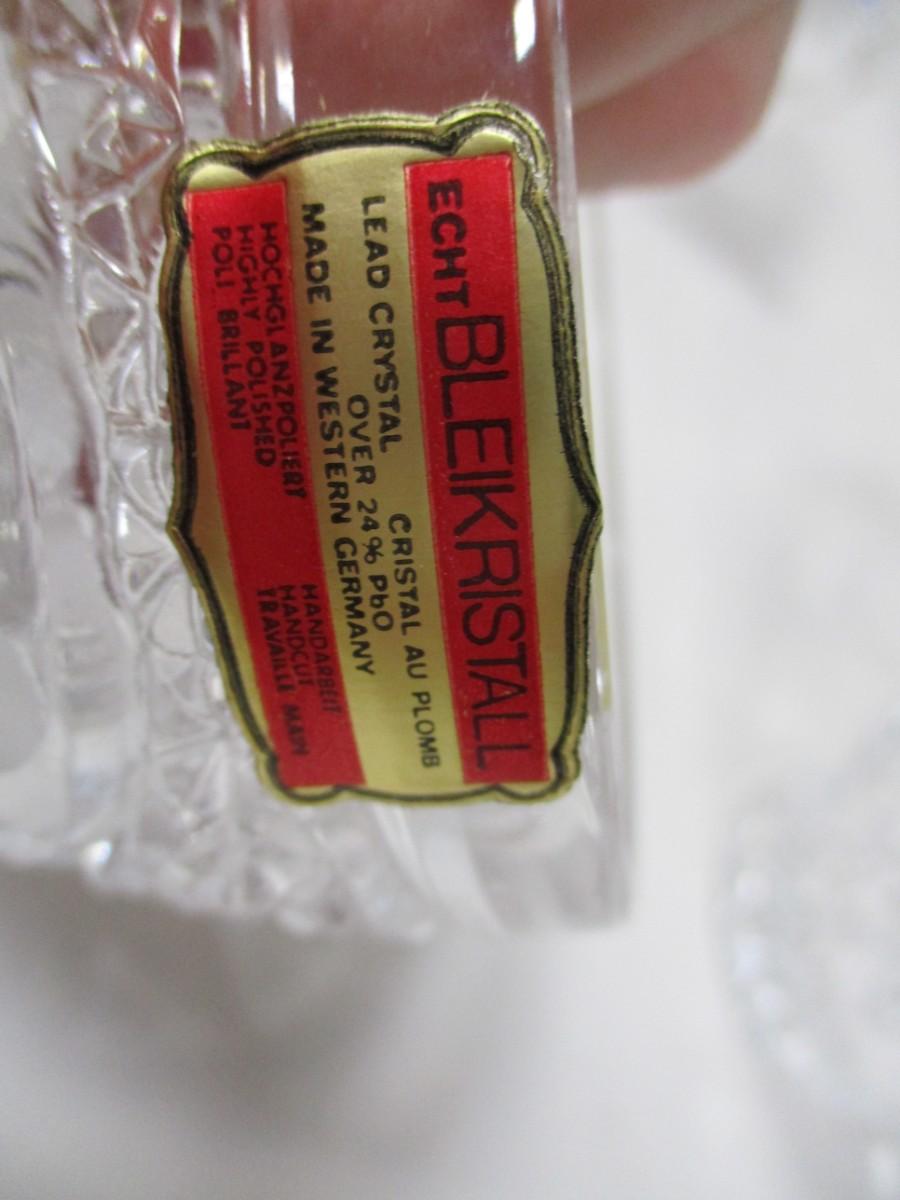 ECHT BLEIKRISTALL
LEAD CRYSTAL CRISTAL AU PLOMB
OVER 24% PbO
MADE IN WESTERN GERMANY
HOCHGLANZPOLIERT HANDARBEIT
HIGHLY POLISHED HANDCUT
POLI BRILLANT TRAVAILLE MAIN